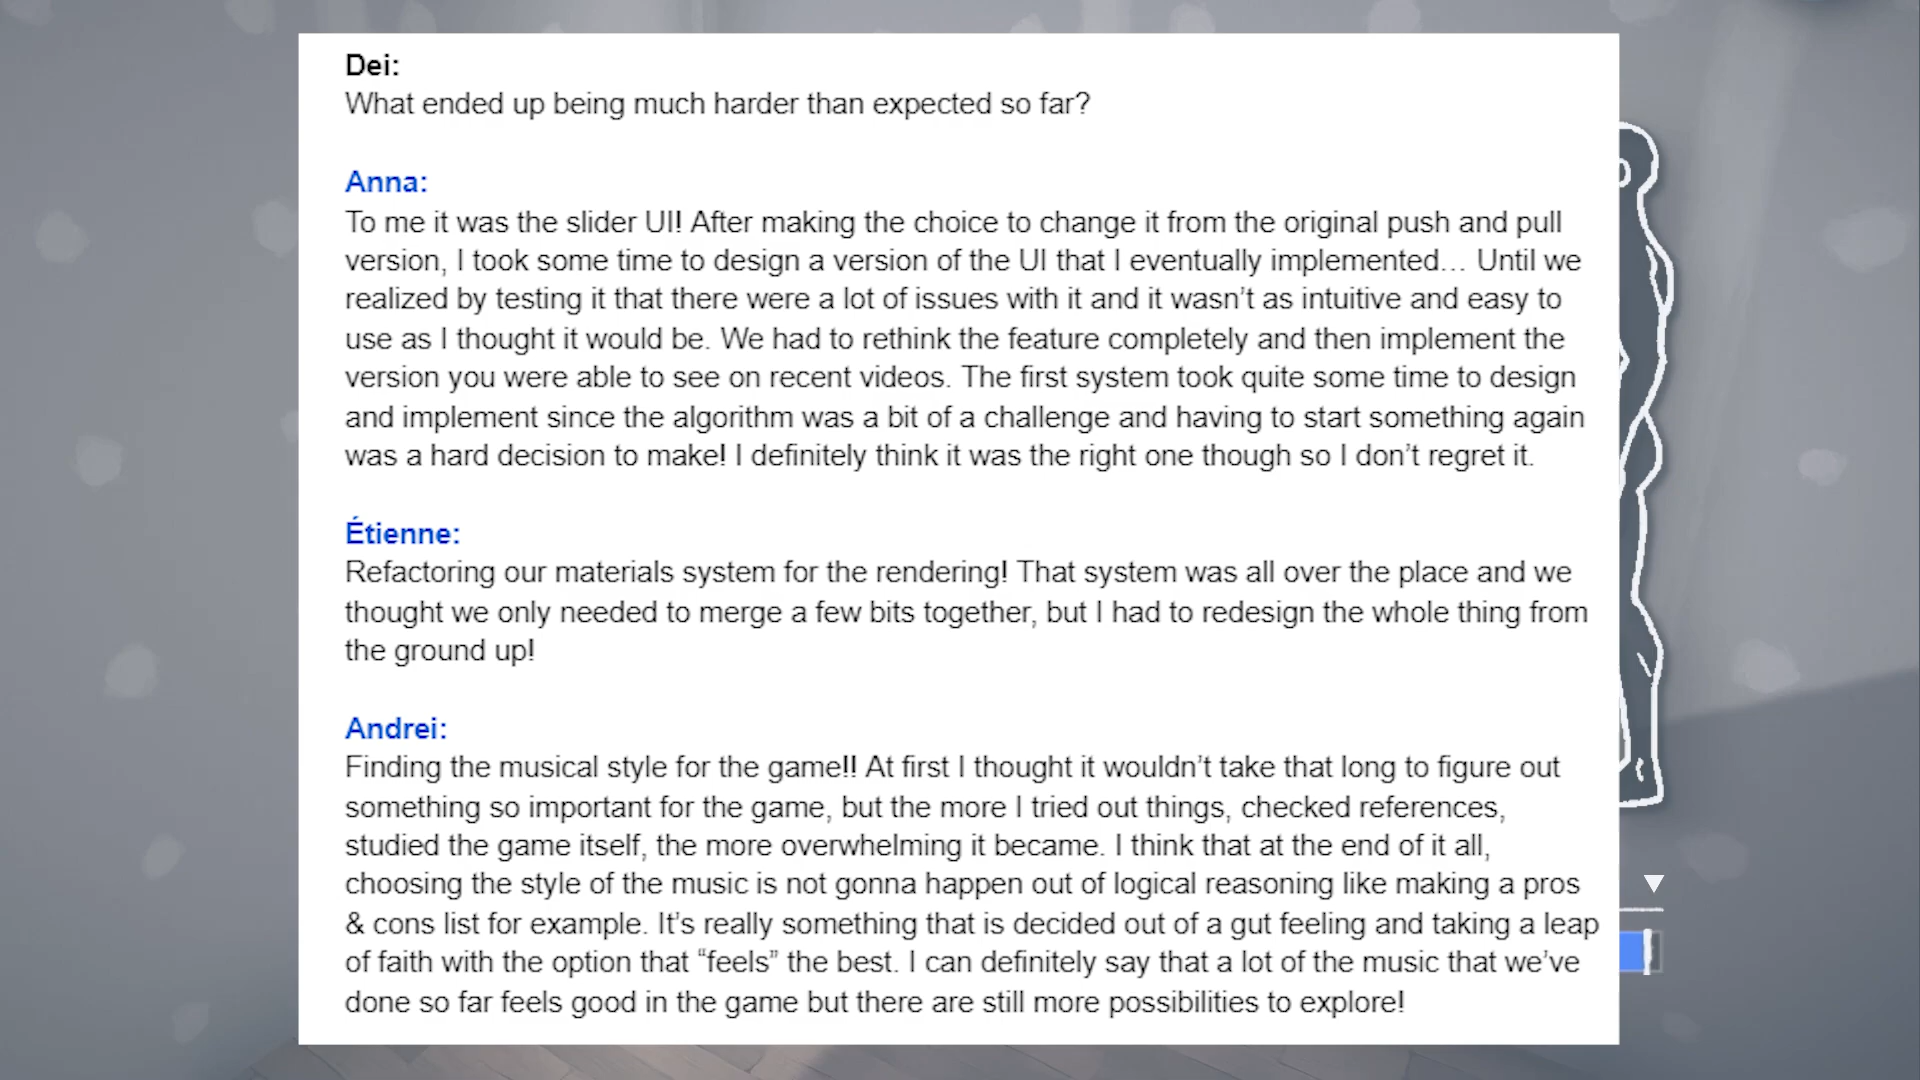 Dei:
What ended up being much harder than expected so far?
Anna:
To me it was the slider UI! After making the choice to change it from the original push and pull
version, I took some time to design a version of the UI that I eventually implemented… Until we
realized by testing it that there were a lot of issues with it and it wasn’t as intuitive and easy to
use as I thought it would be. We had to rethink the feature completely and then implement the
version you were able to see on recent videos. The first system took quite some time to design
and implement since the algorithm was a bit of a challenge and having to start something again
was a hard decision to make! I definitely think it was the right one though so I don’t regret it.
Étienne:
Refactoring our materials system for the rendering! That system was all over the place and we
thought we only needed to merge a few bits together, but I had to redesign the whole thing from
the ground up!
Andrei:
Finding the musical style for the game!! At first I thought it wouldn’t take that long to figure out
something so important for the game, but the more I tried out things, checked references,
studied the game itself, the more overwhelming it became. I think that at the end of it all,
choosing the style of the music is not gonna happen out of logical reasoning like making a pros
& cons list for example. It’s really something that is decided out of a gut feeling and taking a leap
of faith with the option that “feels” the best. I can definitely say that a lot of the music that we’ve
done so far feels good in the game but there are still more possibilities to explore!